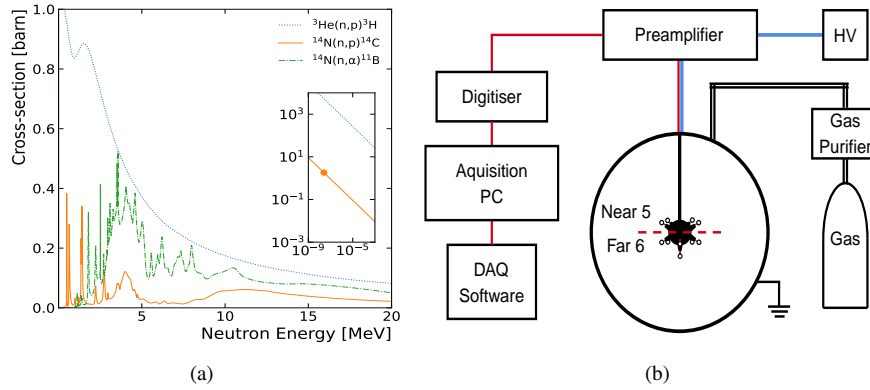 1.0
0.8
0.6
0.4
0.2
0.0
Cross-section [barn]
5
10
15
20
Neutron Energy [MeV]
³He(n,p)³H
¹⁴N(n,p)¹⁴C
¹⁴N(n,α)¹¹B
10³
10¹
10⁻¹
10⁻³
10⁻⁹
10⁻⁵
(a)
Preamplifier
HV
Digitiser
Aquisition
PC
DAQ
Software
Near 5
Far 6
Gas
Purifier
Gas
(b)